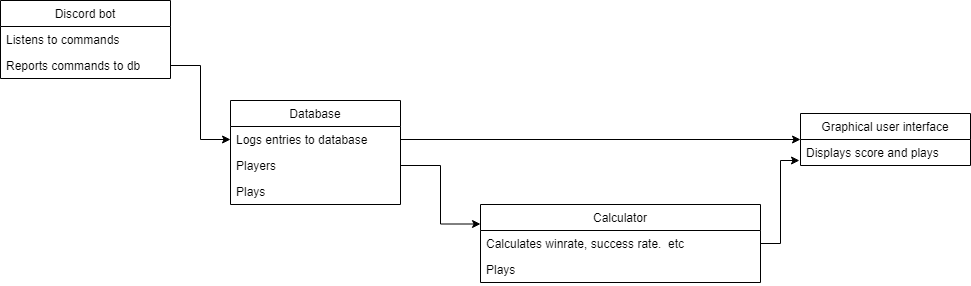 Discord bot
Listens to commands
Reports commands to db
Database
Logs entries to database
Players
Plays
Graphical user interface
Displays score and plays
Calculator
Calculates winrate, success rate.  etc
Plays